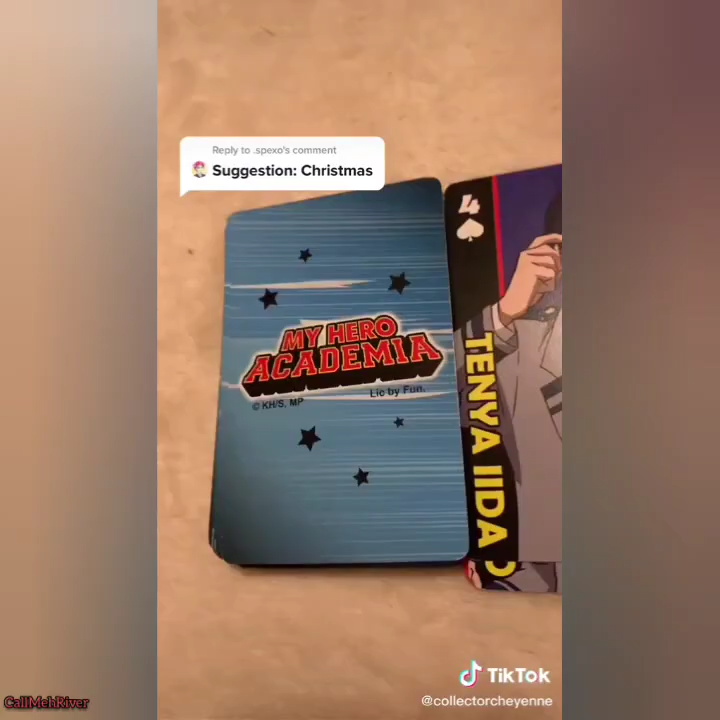 Reply to .spexo's comment
Suggestion: Christmas
4
MY HERO
ACADEMIA
© KH/S, MP
Lic by Fun.
TENYA IIDA
TikTok
@collectorcheyenne
CallMehRiver